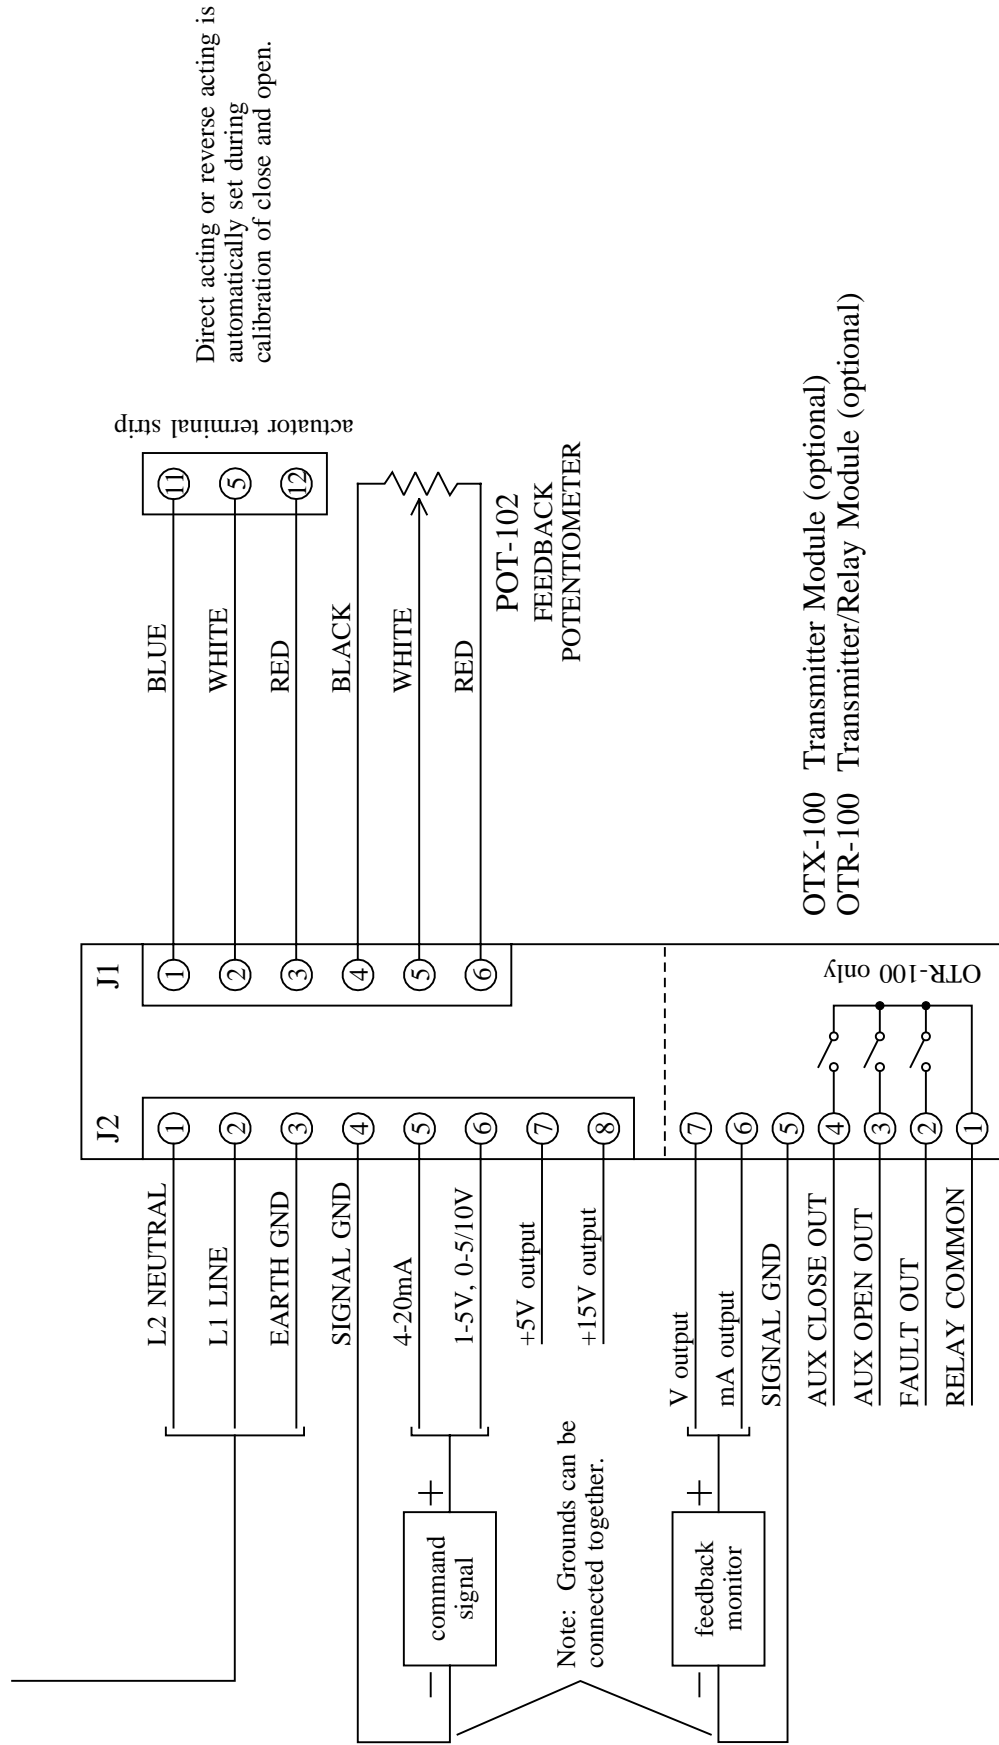 J2
J1
L2 NEUTRAL
1
L1 LINE
2
EARTH GND
3
SIGNAL GND
4
4-20mA
5
1-5V, 0-5/10V
6
+5V output
7
+15V output
8
1
BLUE
11
2
WHITE
5
3
RED
12
actuator terminal strip
4
BLACK
5
WHITE
6
RED
POT-102
FEEDBACK
POTENTIOMETER
Direct acting or reverse acting is
automatically set during
calibration of close and open.
−
command
signal
+
Note: Grounds can be
connected together.
−
feedback
monitor
+
V output
7
mA output
6
SIGNAL GND
5
AUX CLOSE OUT
4
AUX OPEN OUT
3
FAULT OUT
2
RELAY COMMON
1
OTR-100 only
OTX-100 Transmitter Module (optional)
OTR-100 Transmitter/Relay Module (optional)